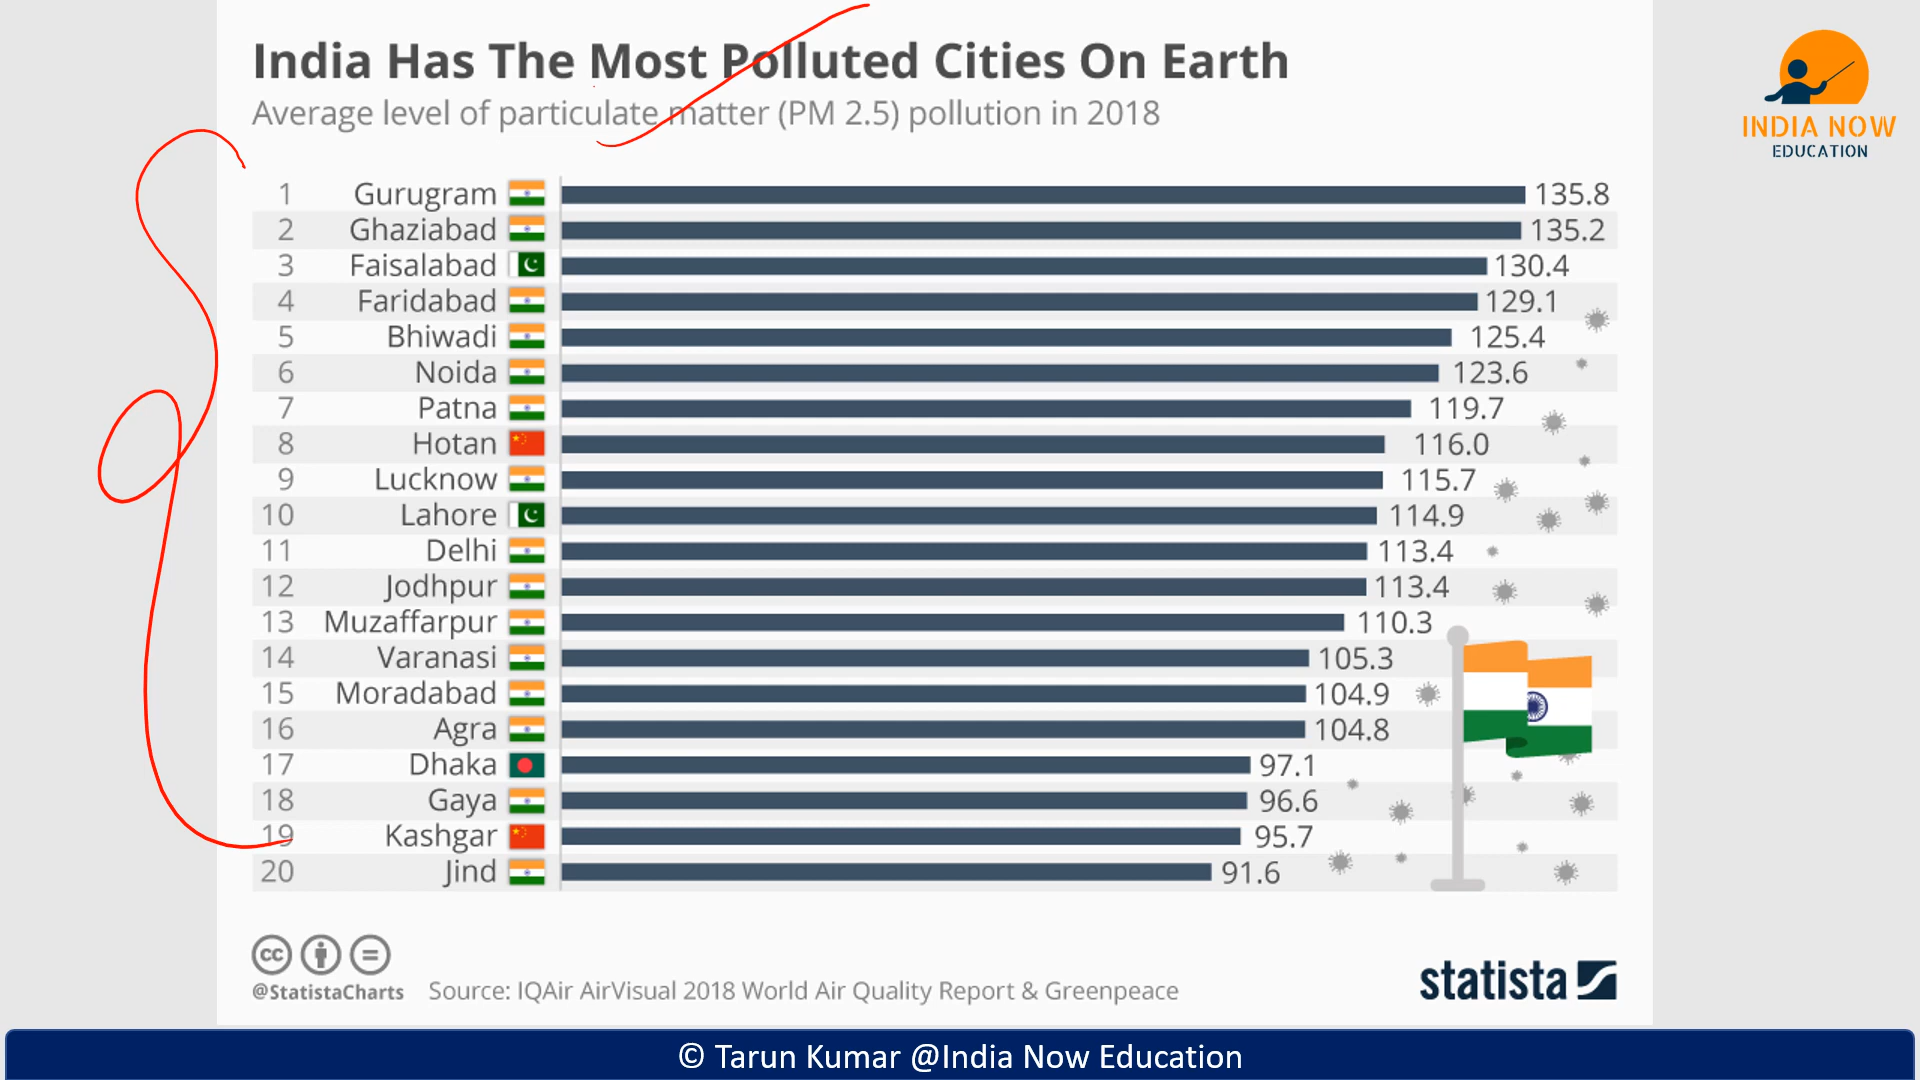 India Has The Most Polluted Cities On Earth
Average level of particulate matter (PM 2.5) pollution in 2018
INDIA NOW
EDUCATION
1 Gurugram 135.8
2 Ghaziabad 135.2
3 Faisalabad 130.4
4 Faridabad 129.1
5 Bhiwadi 125.4
6 Noida 123.6
7 Patna 119.7
8 Hotan 116.0
9 Lucknow 115.7
10 Lahore 114.9
11 Delhi 113.4
12 Jodhpur 113.4
13 Muzaffarpur 110.3
14 Varanasi 105.3
15 Moradabad 104.9
16 Agra 104.8
17 Dhaka 97.1
18 Gaya 96.6
19 Kashgar 95.7
20 Jind 91.6
cc =
@StatistaCharts Source: IQAir AirVisual 2018 World Air Quality Report & Greenpeace
statista
© Tarun Kumar @India Now Education